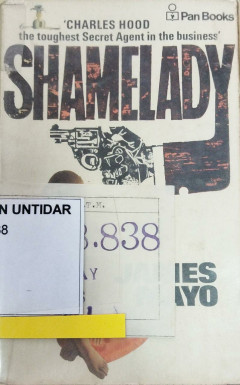 Pan Books
'CHARLES HOOD
the toughest Secret Agent in the business'
SHAMELADY
N UNTIDAR
8
3.838
AY
MES
AYO